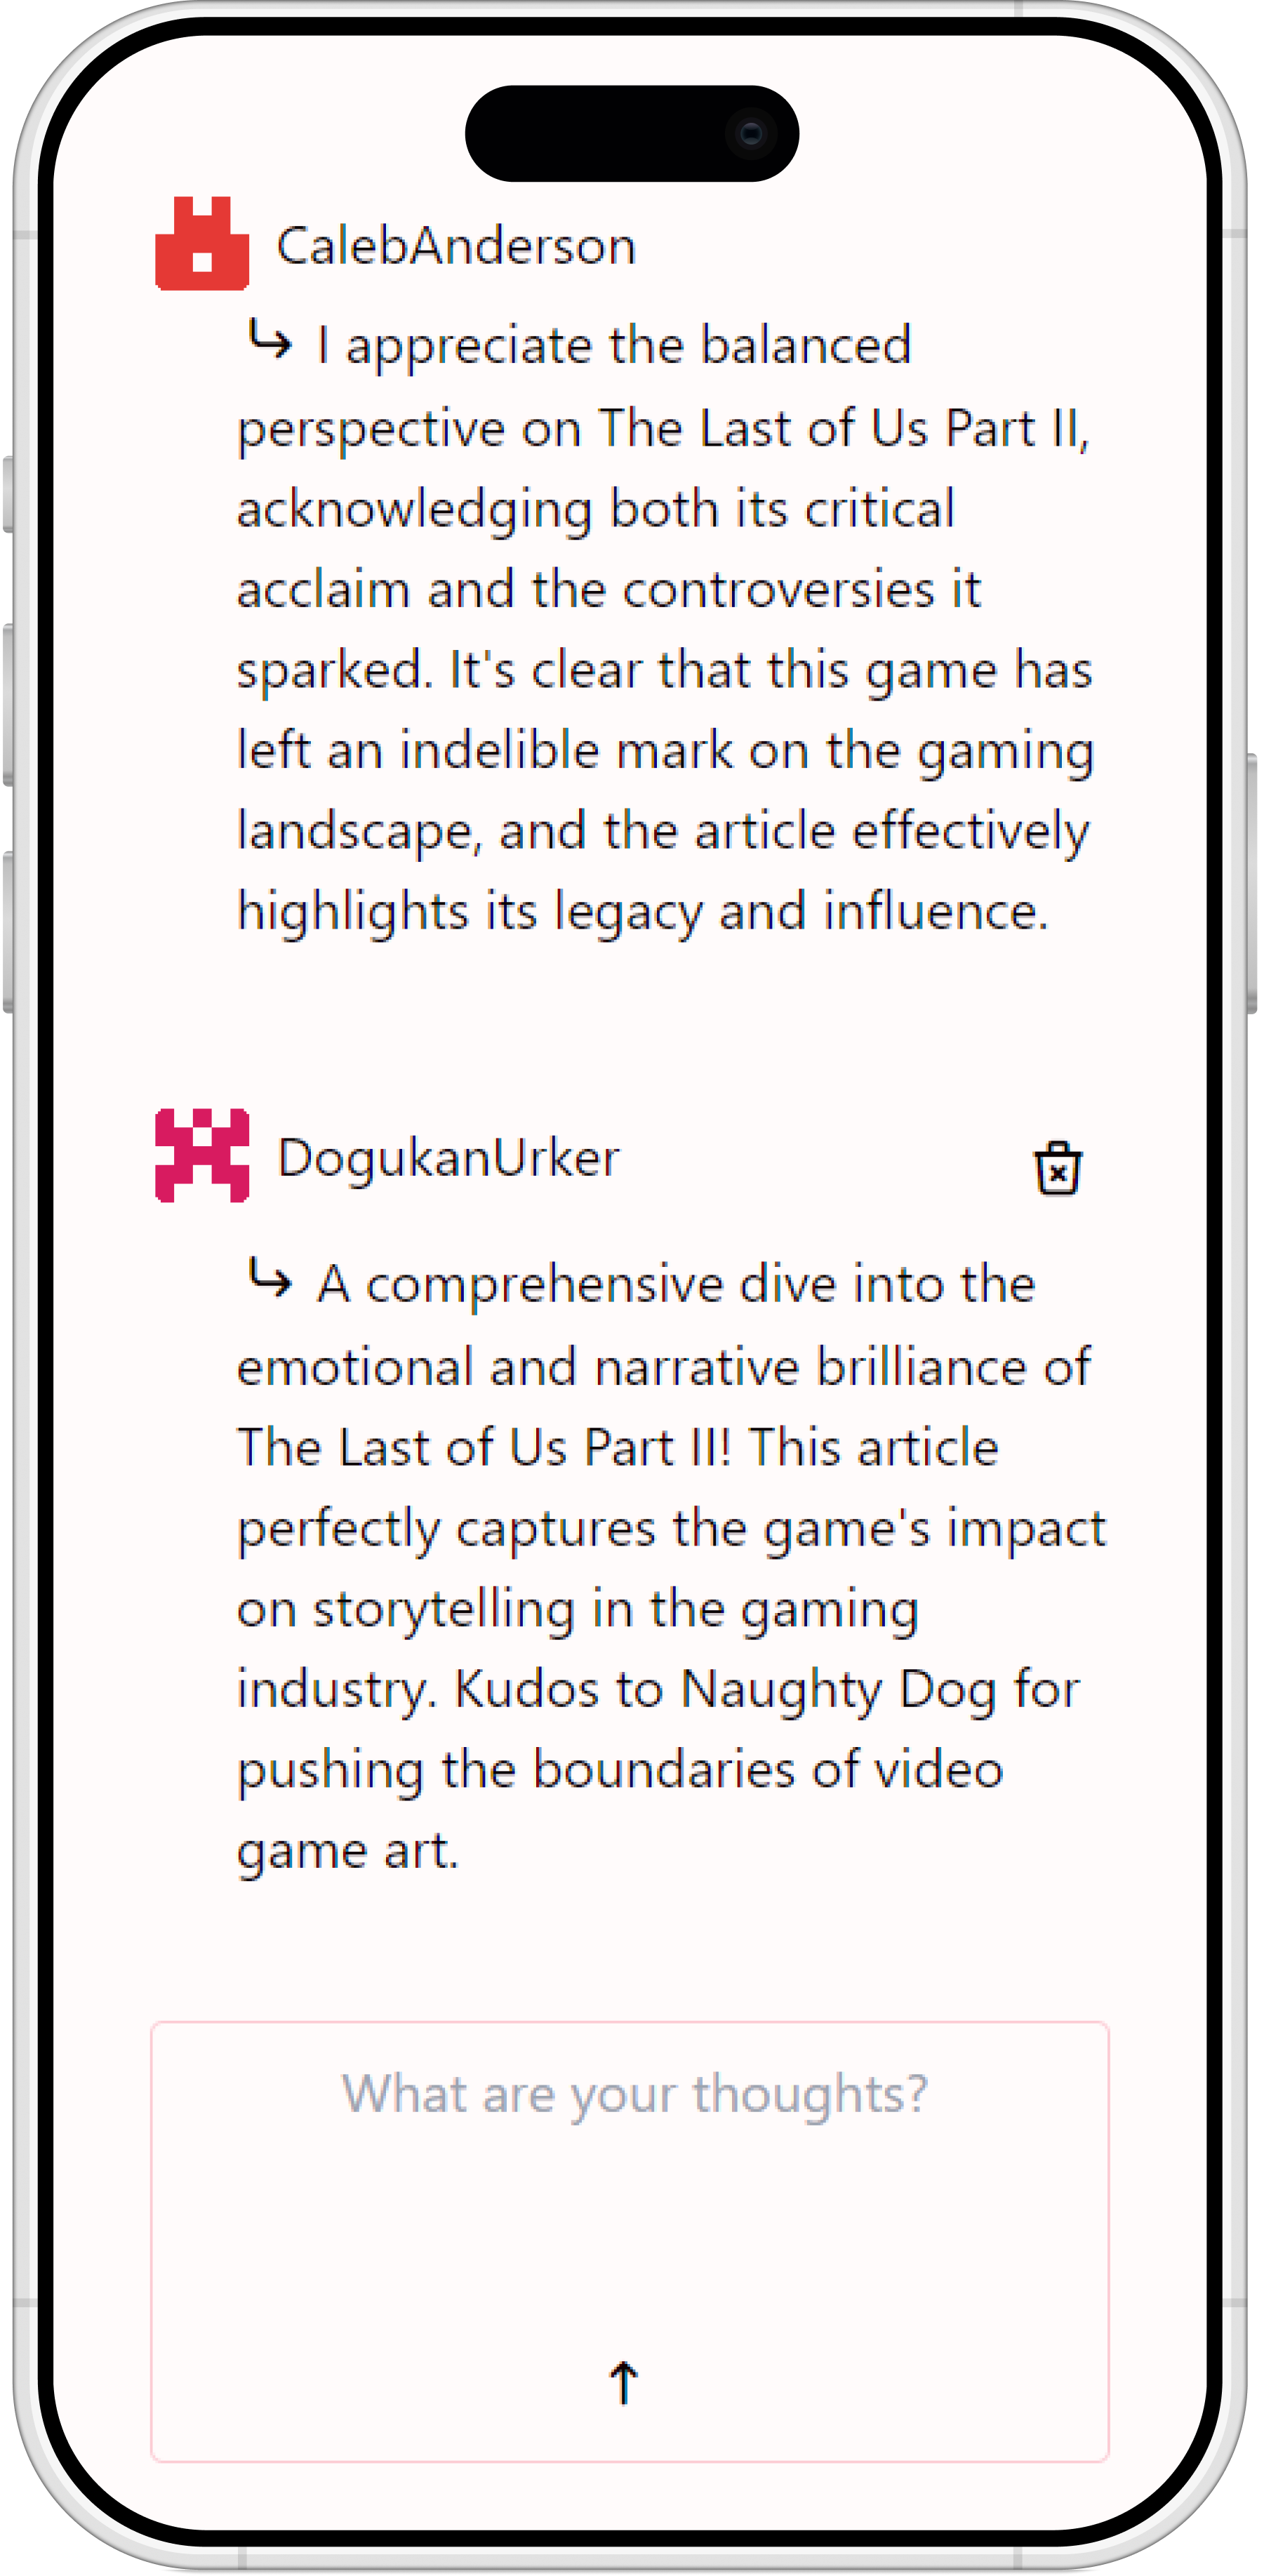 CalebAnderson
↳ I appreciate the balanced
perspective on The Last of Us Part II,
acknowledging both its critical
acclaim and the controversies it
sparked. It's clear that this game has
left an indelible mark on the gaming
landscape, and the article effectively
highlights its legacy and influence.
DogukanUrker
↳ A comprehensive dive into the
emotional and narrative brilliance of
The Last of Us Part II! This article
perfectly captures the game's impact
on storytelling in the gaming
industry. Kudos to Naughty Dog for
pushing the boundaries of video
game art.
What are your thoughts?
↑